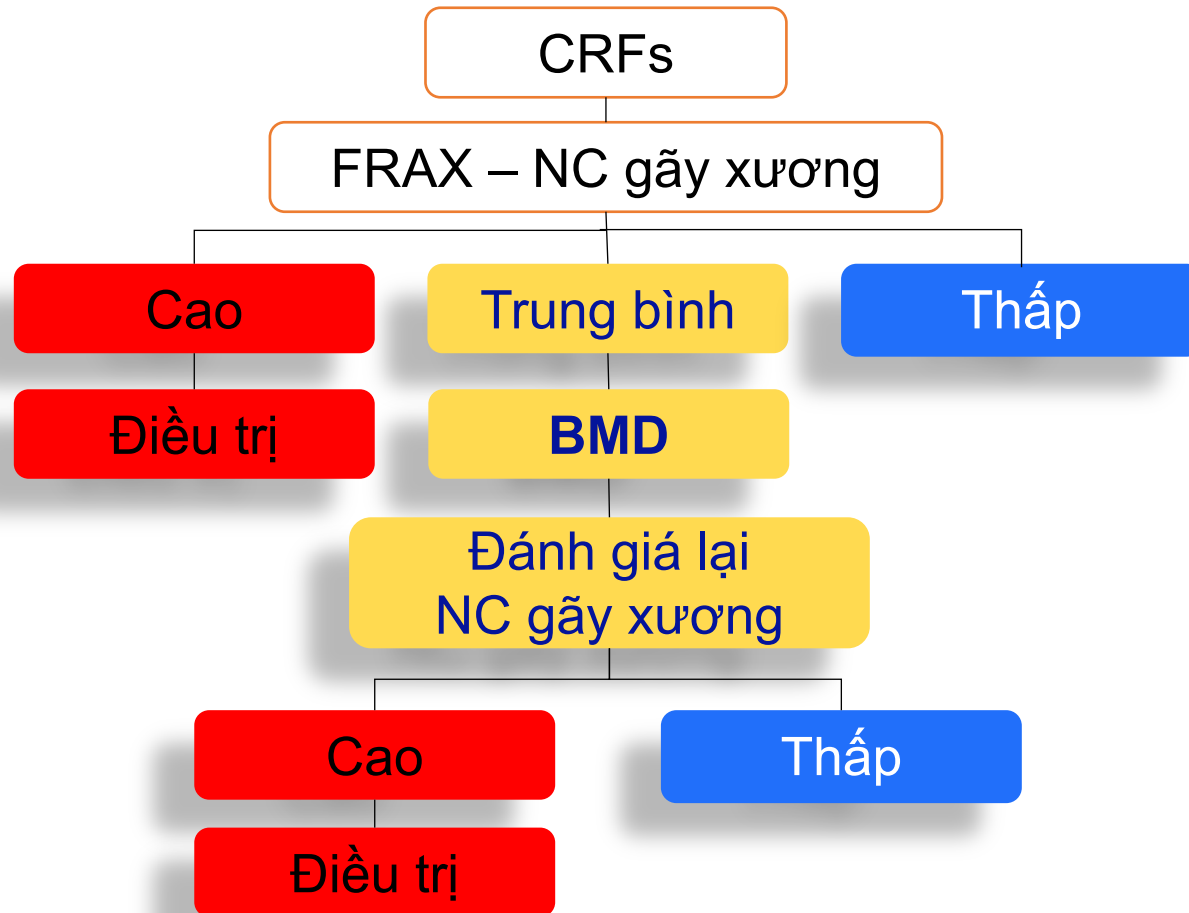 CRFs
FRAX – NC gãy xương
Cao
Trung bình
Thấp
Điều trị
BMD
Đánh giá lại
NC gãy xương
Cao
Thấp
Điều trị